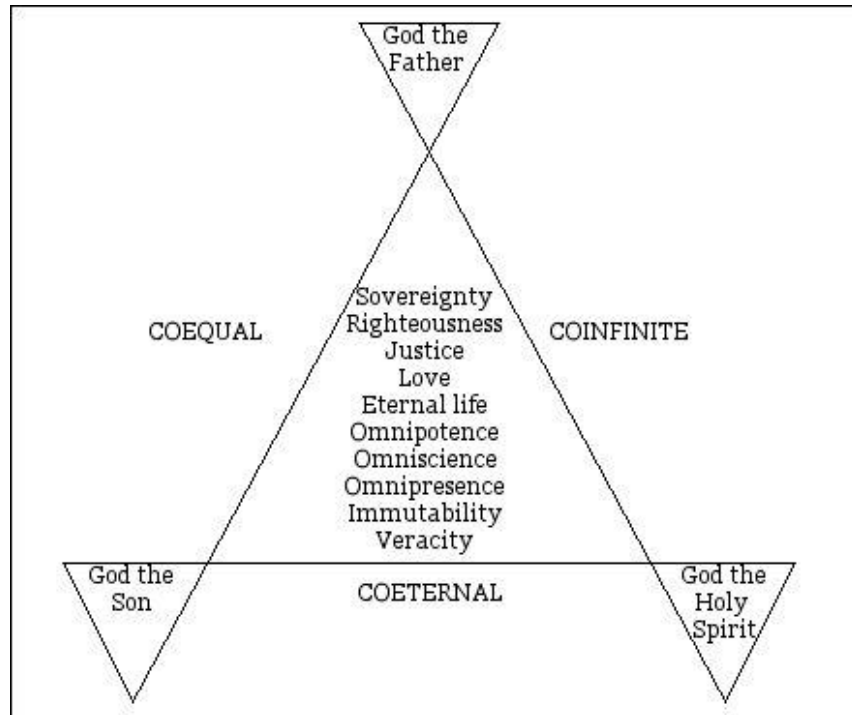 God the
Father
COEQUAL
COINFINITE
Sovereignty
Righteousness
Justice
Love
Eternal life
Omnipotence
Omniscience
Omnipresence
Immutability
Veracity
God the
Son
COETERNAL
God the
Holy
Spirit